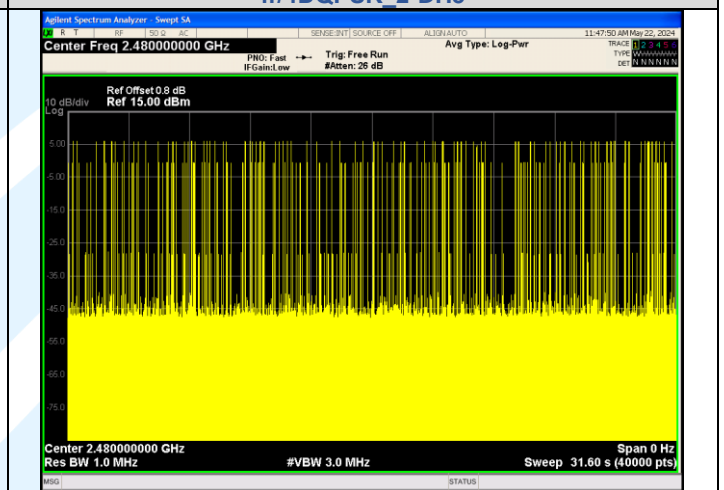 Agilent Spectrum Analyzer - Swept SA
R T RF 50 Ω AC SENSE:INT SOURCE OFF ALIGNAUTO 11:47:50 AM May 22, 2024
Center Freq 2.480000000 GHz
PNO: Fast
IFGain:Low
Trig: Free Run
#Atten: 26 dB
Avg Type: Log-Pwr
TRACE 1 2 3 4 5 6
TYPE
DET N N N N N N
Ref Offset 0.8 dB
10 dB/div Ref 15.00 dBm
Log
5.00
-5.00
-15.0
-25.0
-35.0
-45.0
-55.0
-65.0
-75.0
Center 2.480000000 GHz Span 0 Hz
Res BW 1.0 MHz #VBW 3.0 MHz Sweep 31.60 s (40000 pts)
MSG STATUS